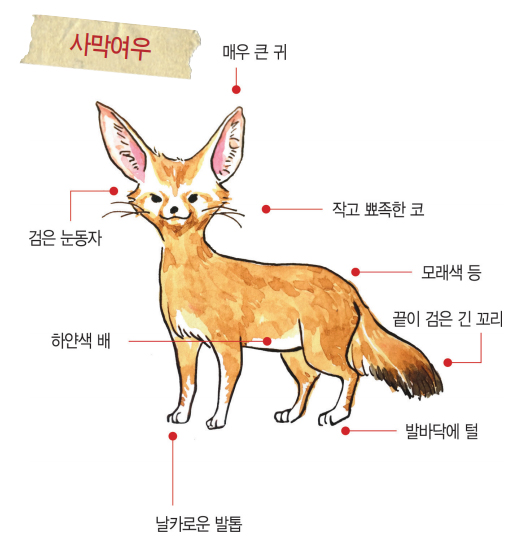 사막여우
매우 큰 귀
작고 뾰족한 코
검은 눈동자
모래색 등
끝이 검은 긴 꼬리
하얀색 배
발바닥에 털
날카로운 발톱